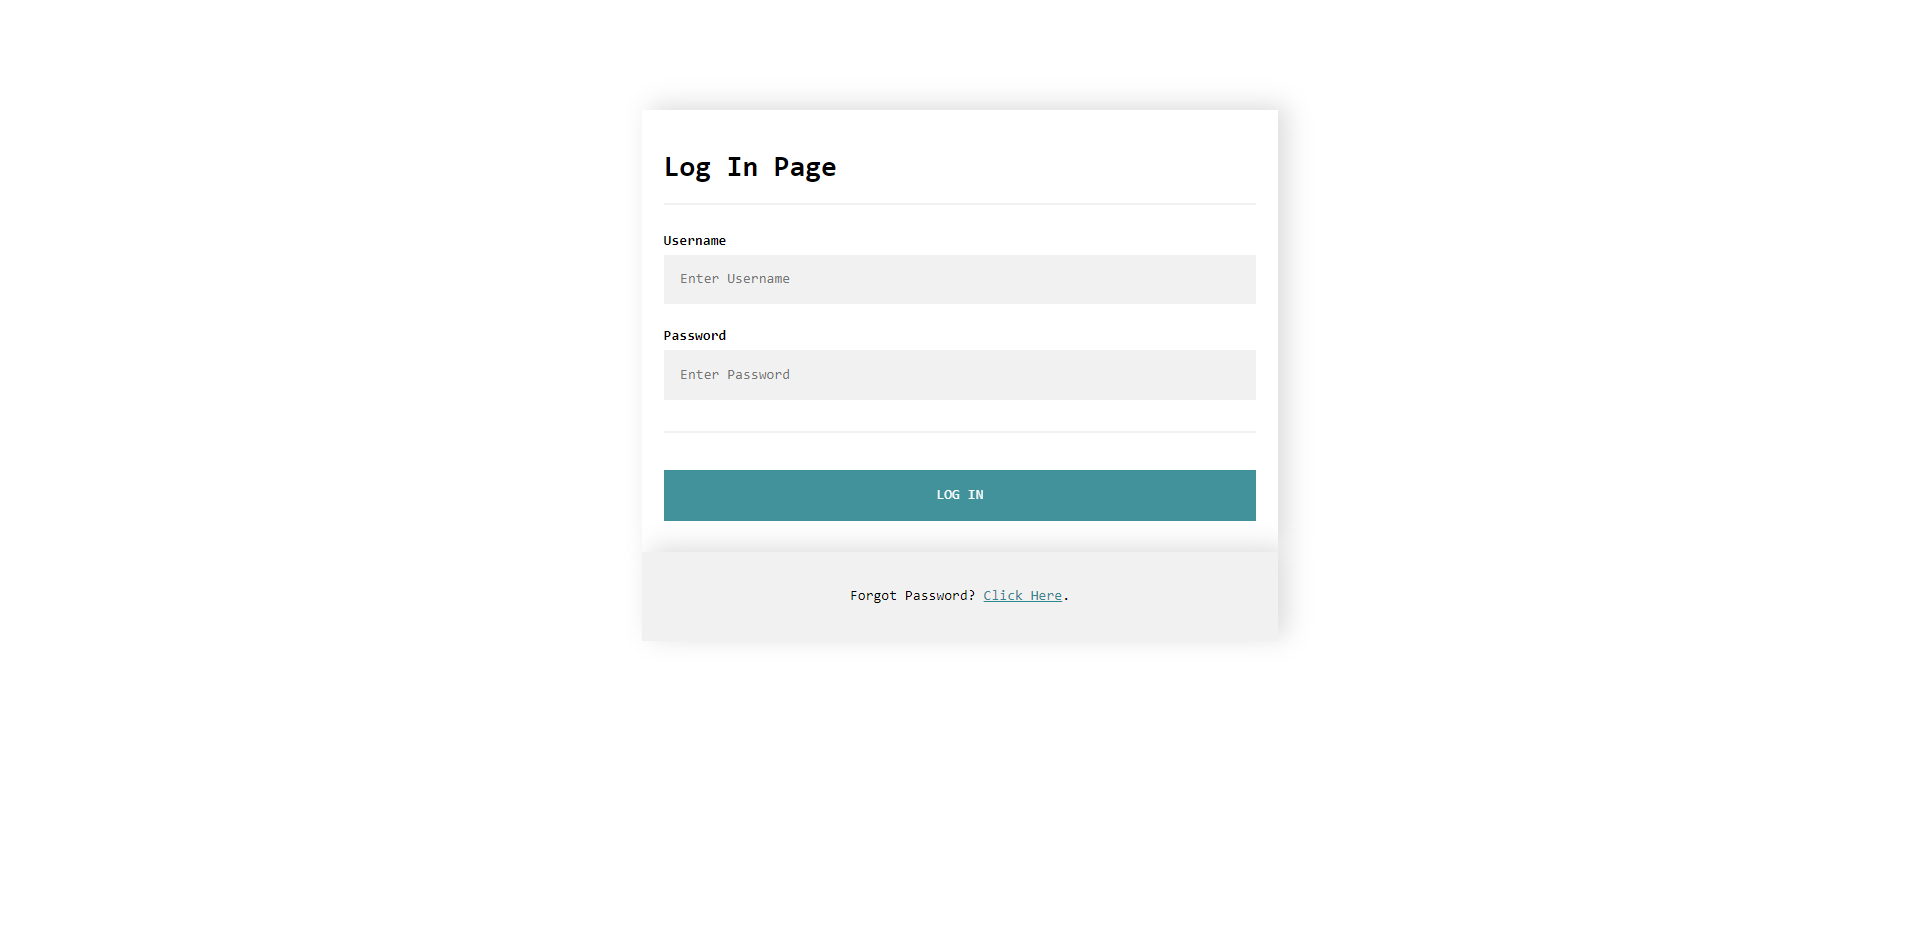 Log In Page
Username
Enter Username
Password
Enter Password
LOG IN
Forgot Password? Click Here.